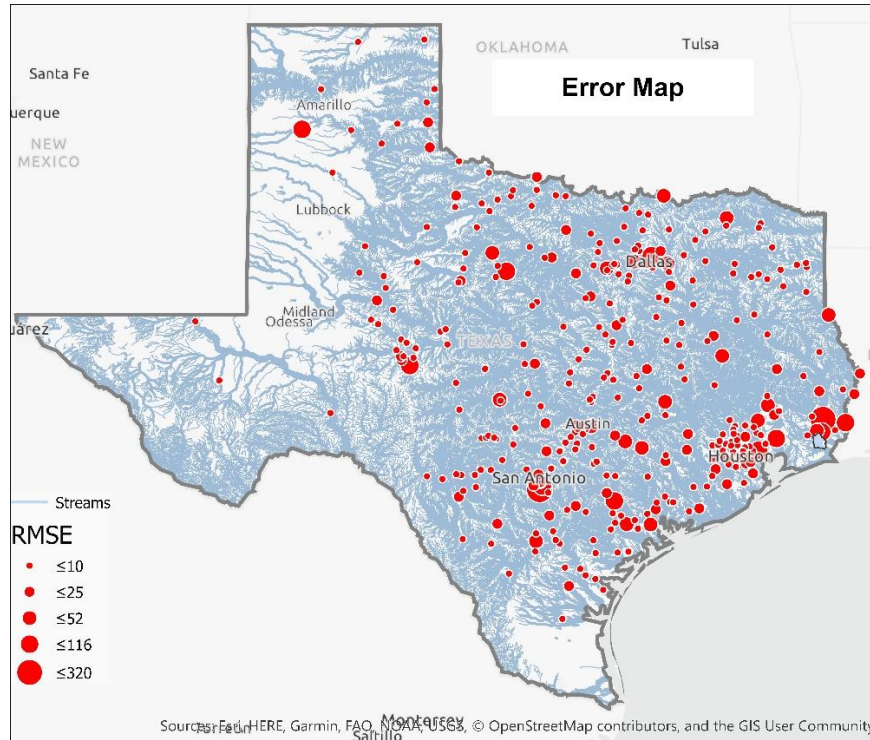 OKLAHOMA
Tulsa
Santa Fe
Error Map
Amarillo
uerque
NEW
MEXICO
Lubbock
Dallas
Midland
Odessa
uárez
TEXAS
Austin
Houston
San Antonio
Streams
RMSE
≤10
≤25
≤52
≤116
≤320
Monterrey
Torreón
Saltillo
Sources: Esri, HERE, Garmin, FAO, NOAA, USGS, © OpenStreetMap contributors, and the GIS User Community